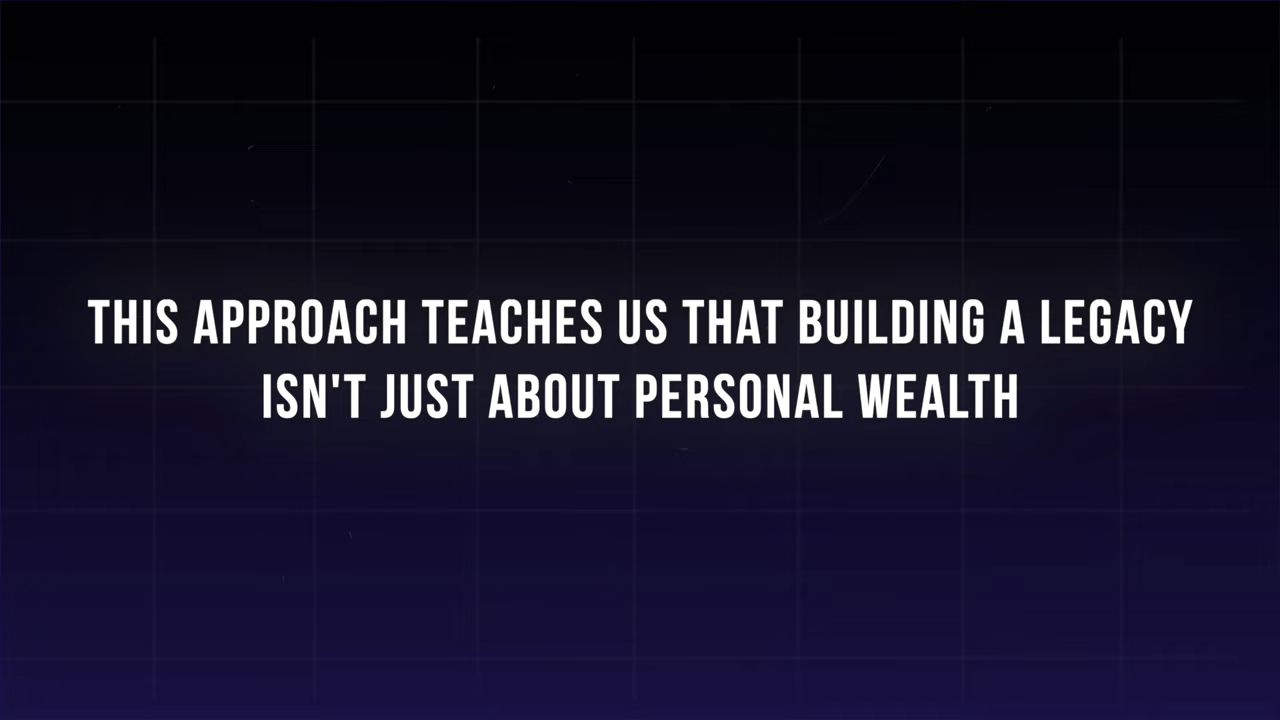 THIS APPROACH TEACHES US THAT BUILDING A LEGACY
ISN'T JUST ABOUT PERSONAL WEALTH